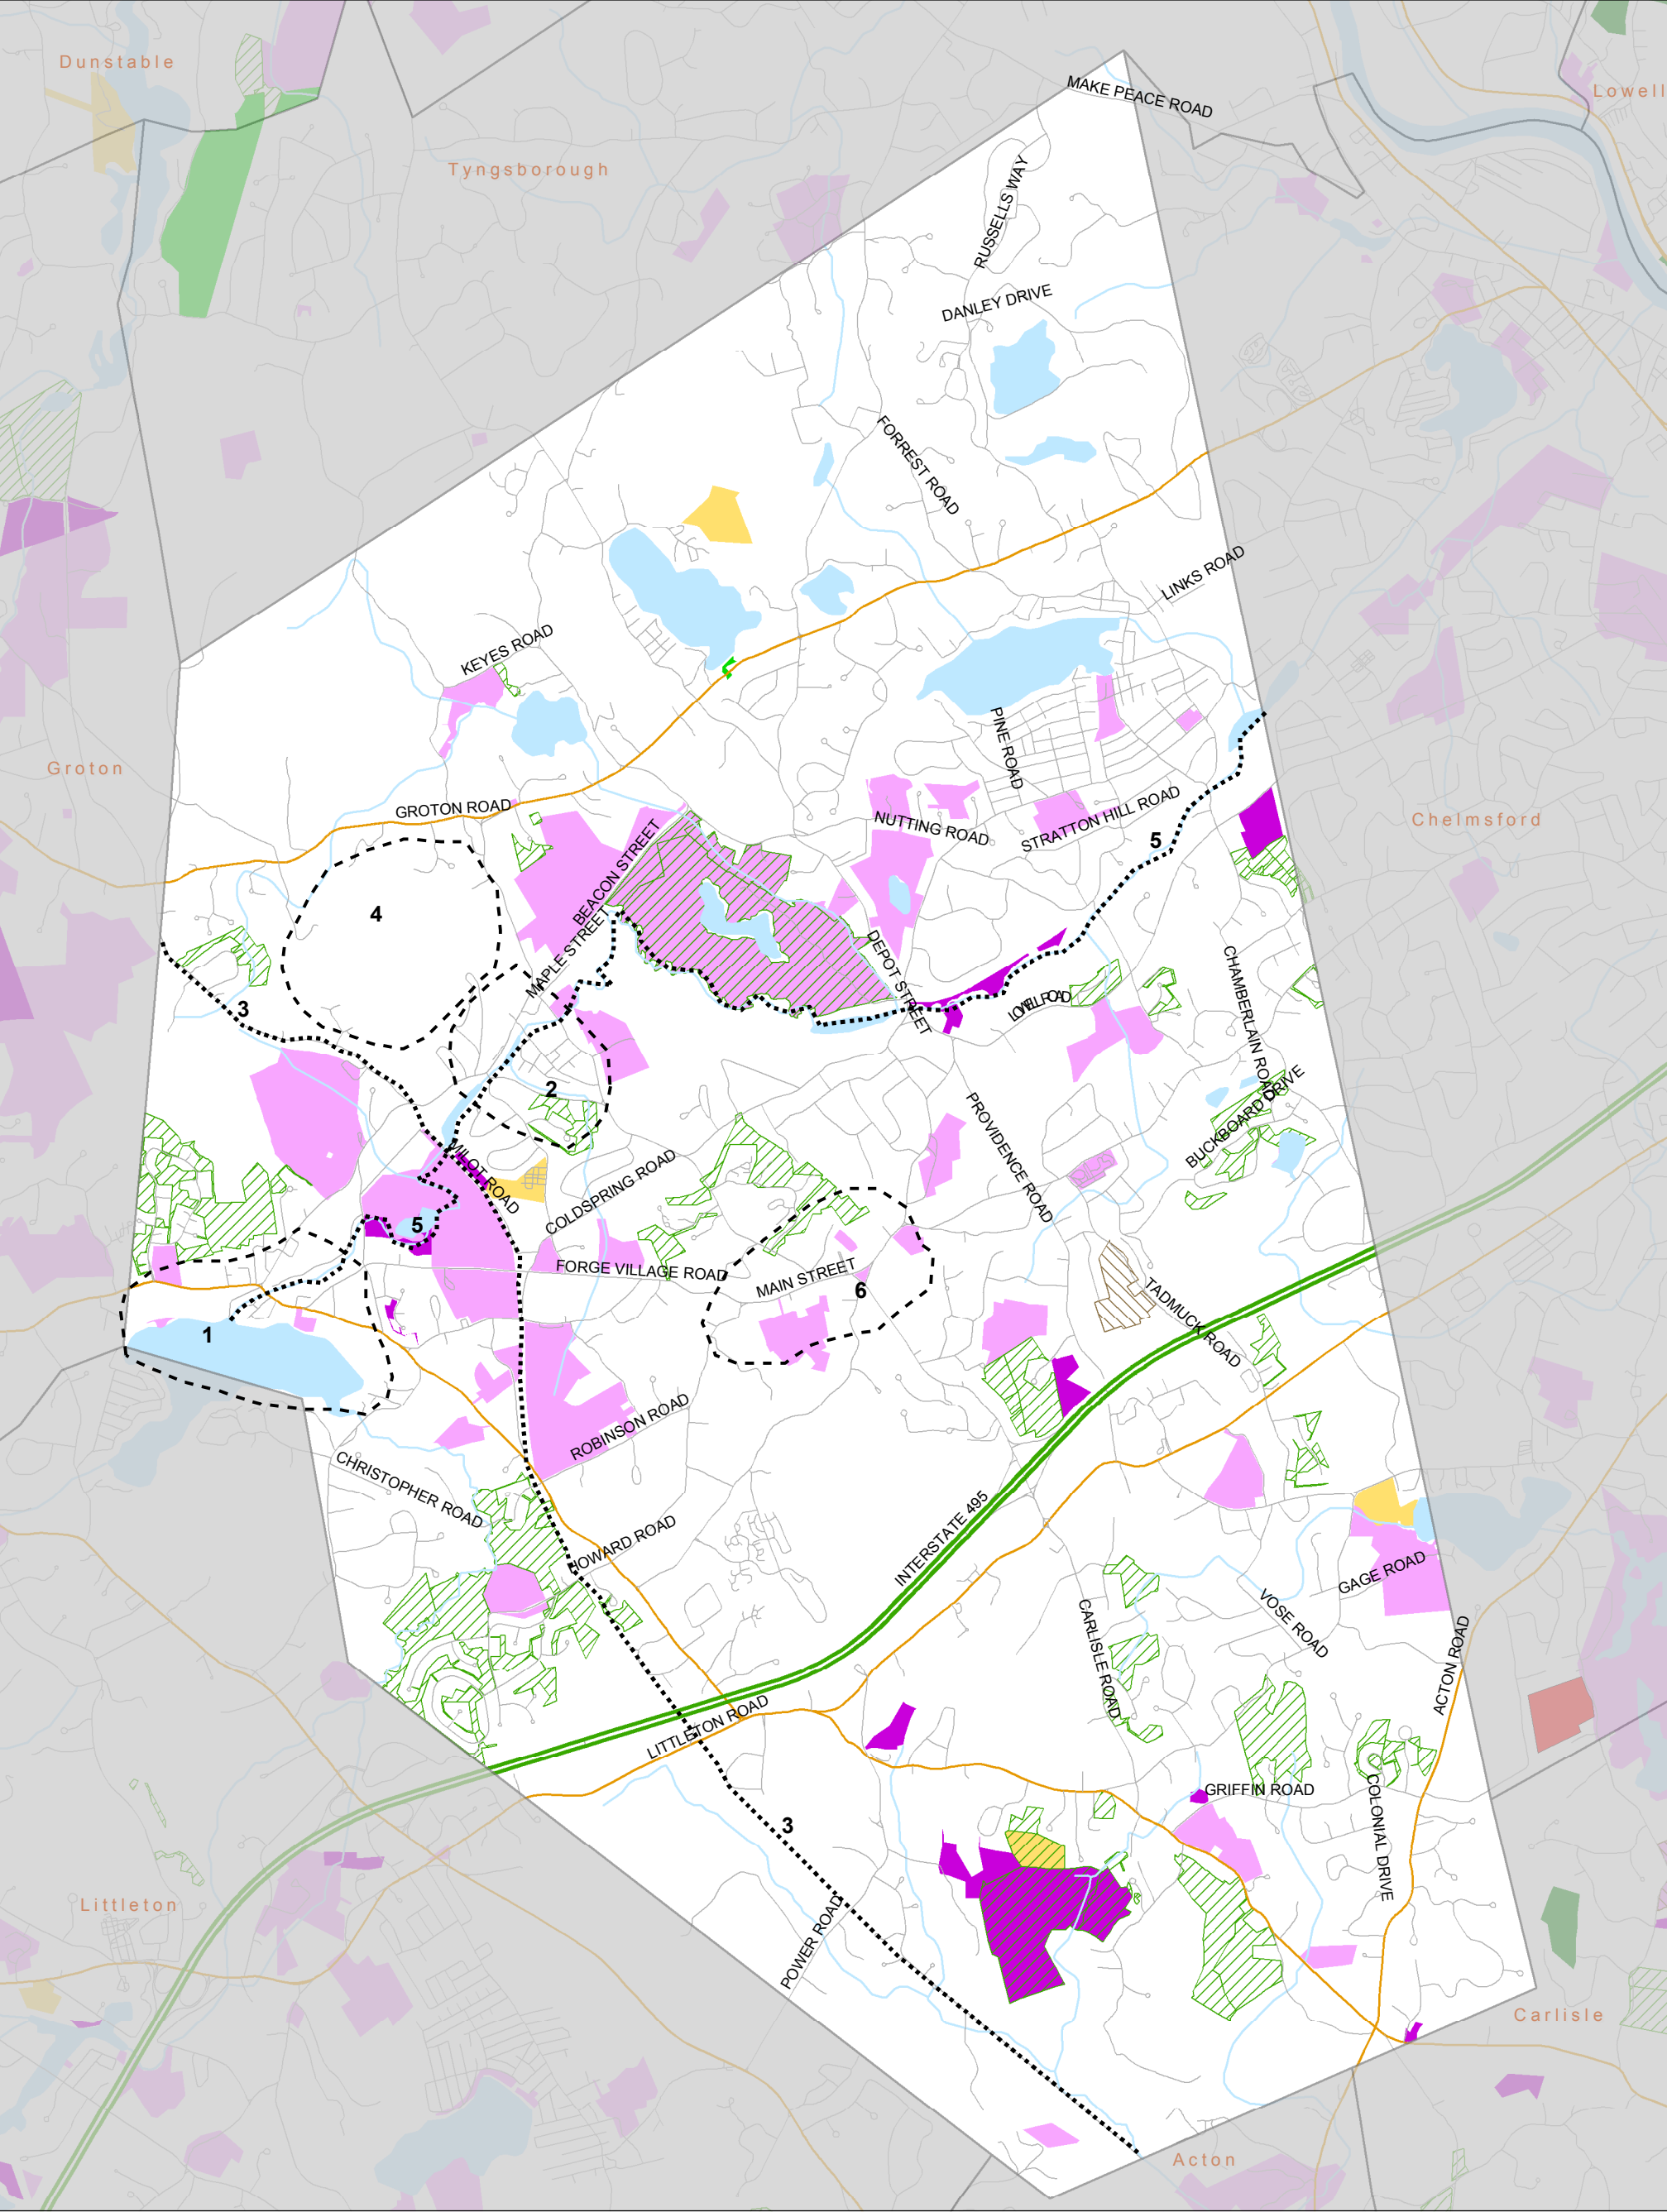 Dunstable
MAKE PEACE ROAD
Lowell
Tyngsborough
RUSSELLS WAY
DANLEY DRIVE
FORREST ROAD
LINKS ROAD
KEYES ROAD
PINE ROAD
Groton
GROTON ROAD
STRATTON HILL ROAD
Chelmsford
NUTTING ROAD
5
BEACON STREET
4
MAPLE STREET
DEPOT STREET
CHAMBERLAIN ROAD
3
2
PROVIDENCE ROAD
BUCKBOARD DRIVE
MILOT ROAD
COLDSPRING ROAD
5
FORGE VILLAGE ROAD
MAIN STREET
6
TADMUCK ROAD
1
ROBINSON ROAD
CHRISTOPHER ROAD
HOWARD ROAD
INTERSTATE 495
GAGE ROAD
VOSE ROAD
CARLISLE ROAD
ACTON ROAD
LITTLETON ROAD
GRIFFIN ROAD
COLONIAL DRIVE
3
Littleton
POWER ROAD
Carlisle
Acton